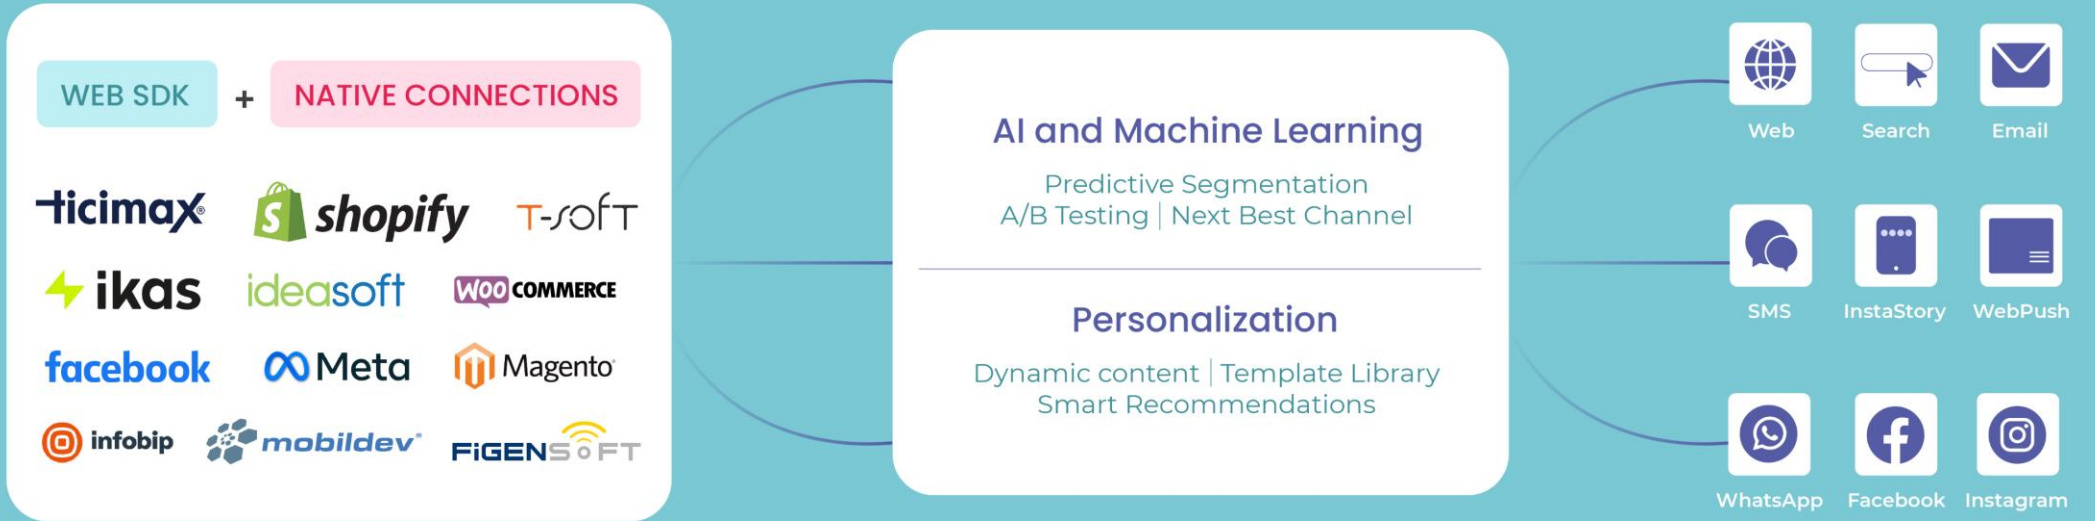 WEB SDK + NATIVE CONNECTIONS
ticimax®
shopify
T-SOFT
ikas
ideasoft
WOO COMMERCE
facebook
Meta
Magento®
infobip
mobildev®
FiGENSOFT
AI and Machine Learning
Predictive Segmentation
A/B Testing | Next Best Channel
Personalization
Dynamic content | Template Library
Smart Recommendations
Web
Search
Email
SMS
InstaStory
WebPush
WhatsApp
Facebook
Instagram